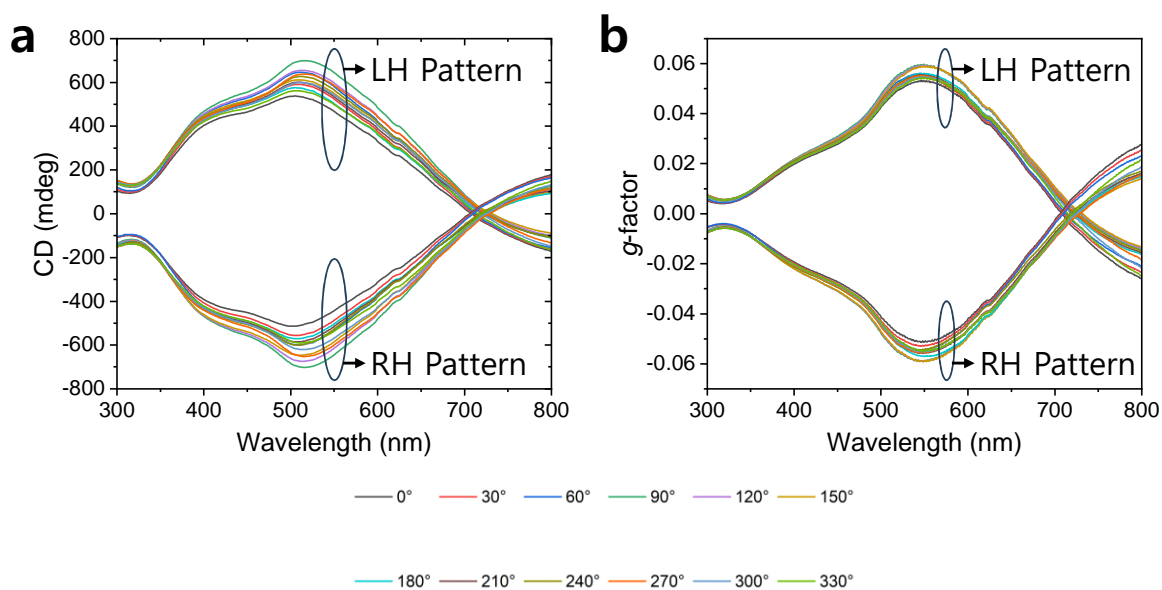 a
b
800
600
400
200
0
-200
-400
-600
-800
CD (mdeg)
LH Pattern
RH Pattern
300 400 500 600 700 800
Wavelength (nm)
0.06
0.04
0.02
0.00
-0.02
-0.04
-0.06
g-factor
LH Pattern
RH Pattern
300 400 500 600 700 800
Wavelength (nm)
0° 30° 60° 90° 120° 150°
180° 210° 240° 270° 300° 330°